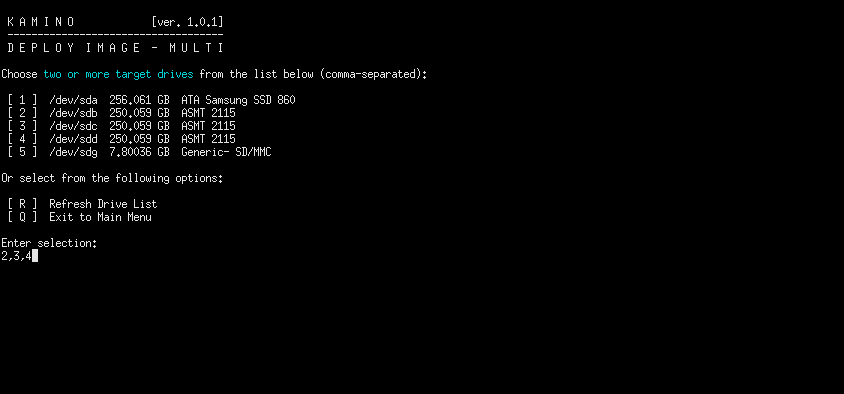 K A M I N O [ver. 1.0.1]
------------------------------------
D E P L O Y  I M A G E  -  M U L T I
Choose two or more target drives from the list below (comma-separated):
[ 1 ] /dev/sda 256.061 GB ATA Samsung SSD 860
[ 2 ] /dev/sdb 250.059 GB ASMT 2115
[ 3 ] /dev/sdc 250.059 GB ASMT 2115
[ 4 ] /dev/sdd 250.059 GB ASMT 2115
[ 5 ] /dev/sdg 7.80036 GB Generic- SD/MMC
Or select from the following options:
[ R ] Refresh Drive List
[ Q ] Exit to Main Menu
Enter selection:
2,3,4